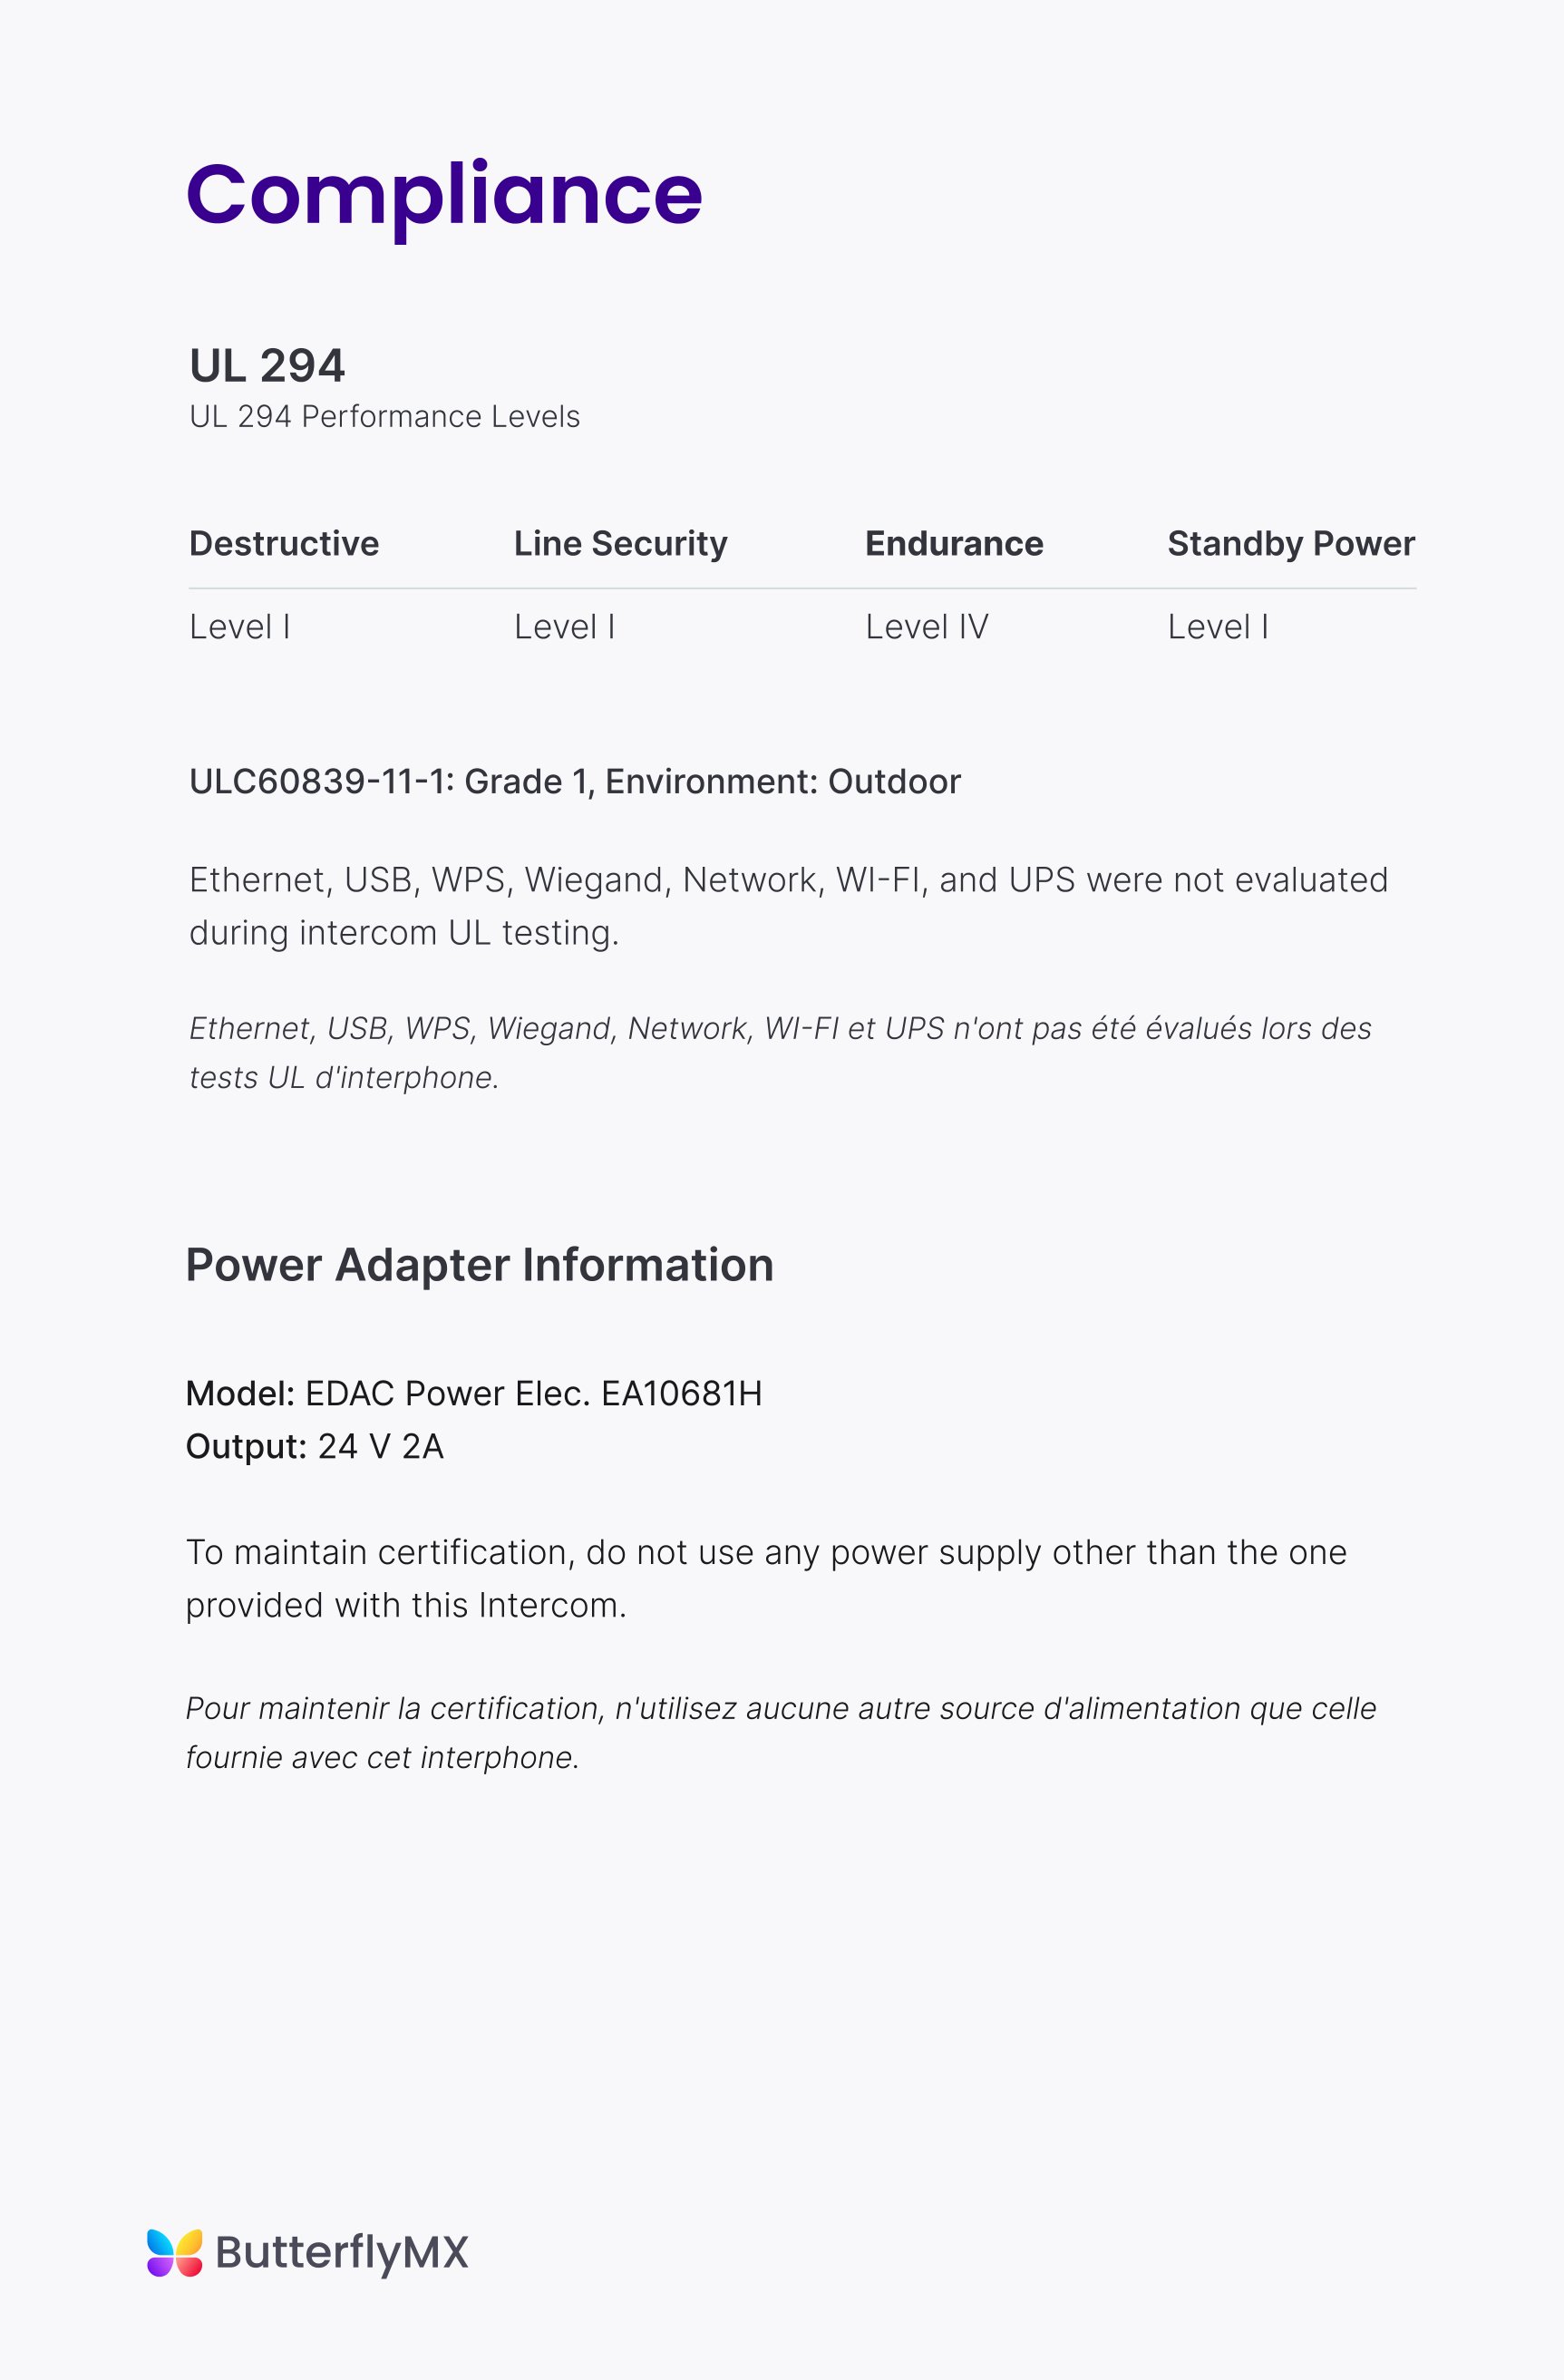 Compliance
UL 294
UL 294 Performance Levels
Destructive Line Security Endurance Standby Power
Level I Level I Level IV Level I
ULC60839-11-1: Grade 1, Environment: Outdoor
Ethernet, USB, WPS, Wiegand, Network, WI-FI, and UPS were not evaluated
during intercom UL testing.
Ethernet, USB, WPS, Wiegand, Network, WI-FI et UPS n'ont pas été évalués lors des
tests UL d'interphone.
Power Adapter Information
Model: EDAC Power Elec. EA10681H
Output: 24 V 2A
To maintain certification, do not use any power supply other than the one
provided with this Intercom.
Pour maintenir la certification, n'utilisez aucune autre source d'alimentation que celle
fournie avec cet interphone.
ButterflyMX